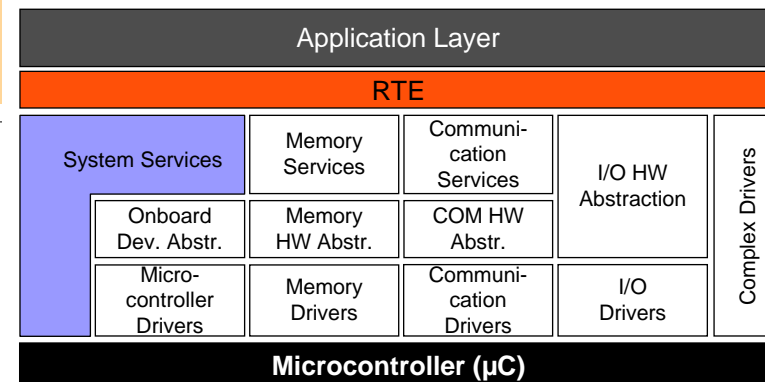 Application Layer
RTE
System Services
Memory
Services
Communi-
cation
Services
I/O HW
Abstraction
Complex Drivers
Onboard
Dev. Abstr.
Memory
HW Abstr.
COM HW
Abstr.
Micro-
controller
Drivers
Memory
Drivers
Communi-
cation
Drivers
I/O
Drivers
Microcontroller (µC)